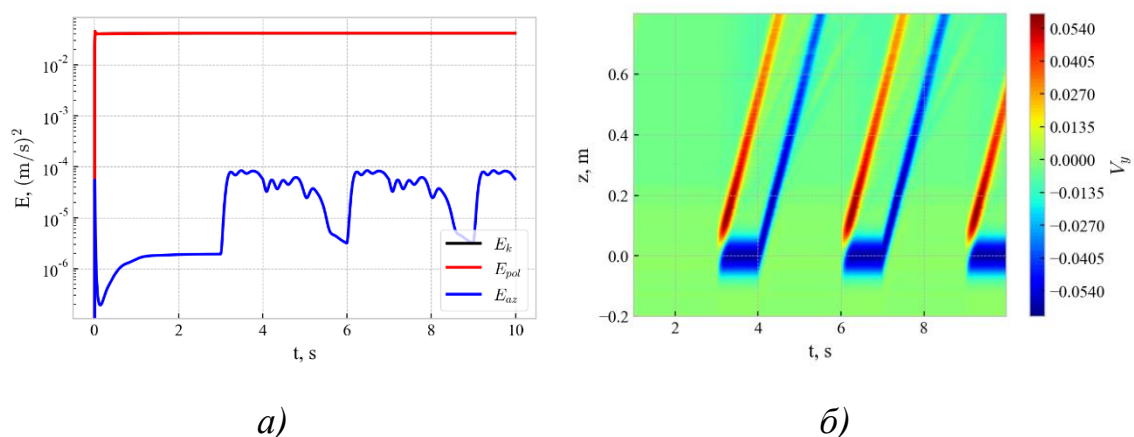 E, (m/s)²
10⁻²
10⁻³
10⁻⁴
10⁻⁵
10⁻⁶
E_k
E_pol
E_az
0 2 4 6 8 10
t, s
а)
z, m
0.6
0.4
0.2
0.0
−0.2
2 4 6 8
t, s
0.0540
0.0405
0.0270
0.0135
0.0000
−0.0135
−0.0270
−0.0405
−0.0540
V_y
б)